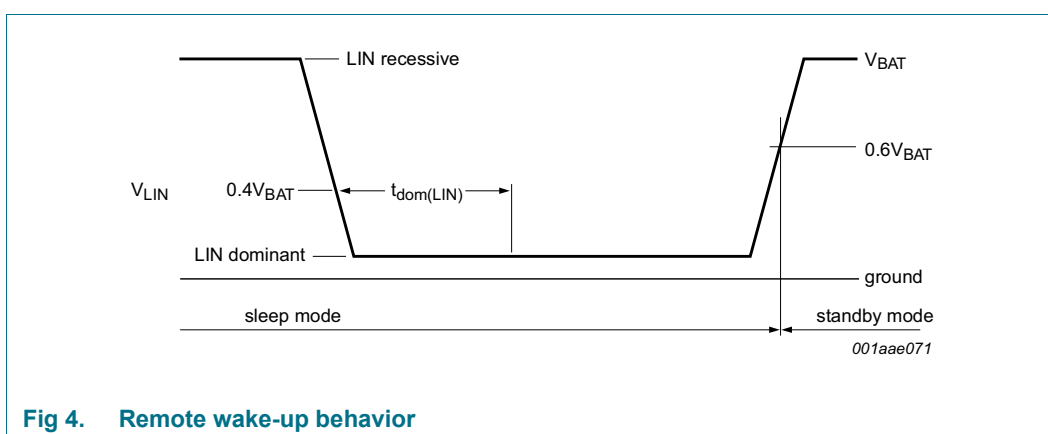 LIN recessive
VBAT
0.6VBAT
VLIN
0.4VBAT
tdom(LIN)
LIN dominant
ground
sleep mode
standby mode
001aae071
Fig 4. Remote wake-up behavior